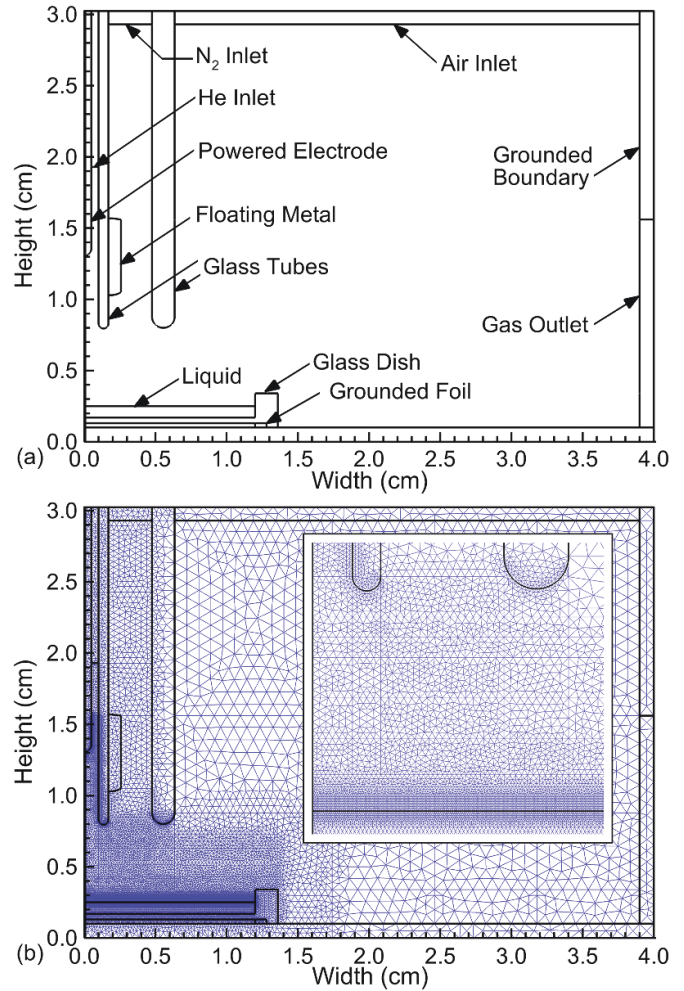 3.0
2.5
2.0
1.5
1.0
0.5
0.0
Height (cm)
N₂ Inlet
Air Inlet
He Inlet
Powered Electrode
Grounded
Boundary
Floating Metal
Glass Tubes
Gas Outlet
Glass Dish
Liquid
Grounded Foil
(a)
0.0 0.5 1.0 1.5 2.0 2.5 3.0 3.5 4.0
Width (cm)
3.0
2.5
2.0
1.5
1.0
0.5
0.0
Height (cm)
(b)
0.0 0.5 1.0 1.5 2.0 2.5 3.0 3.5 4.0
Width (cm)